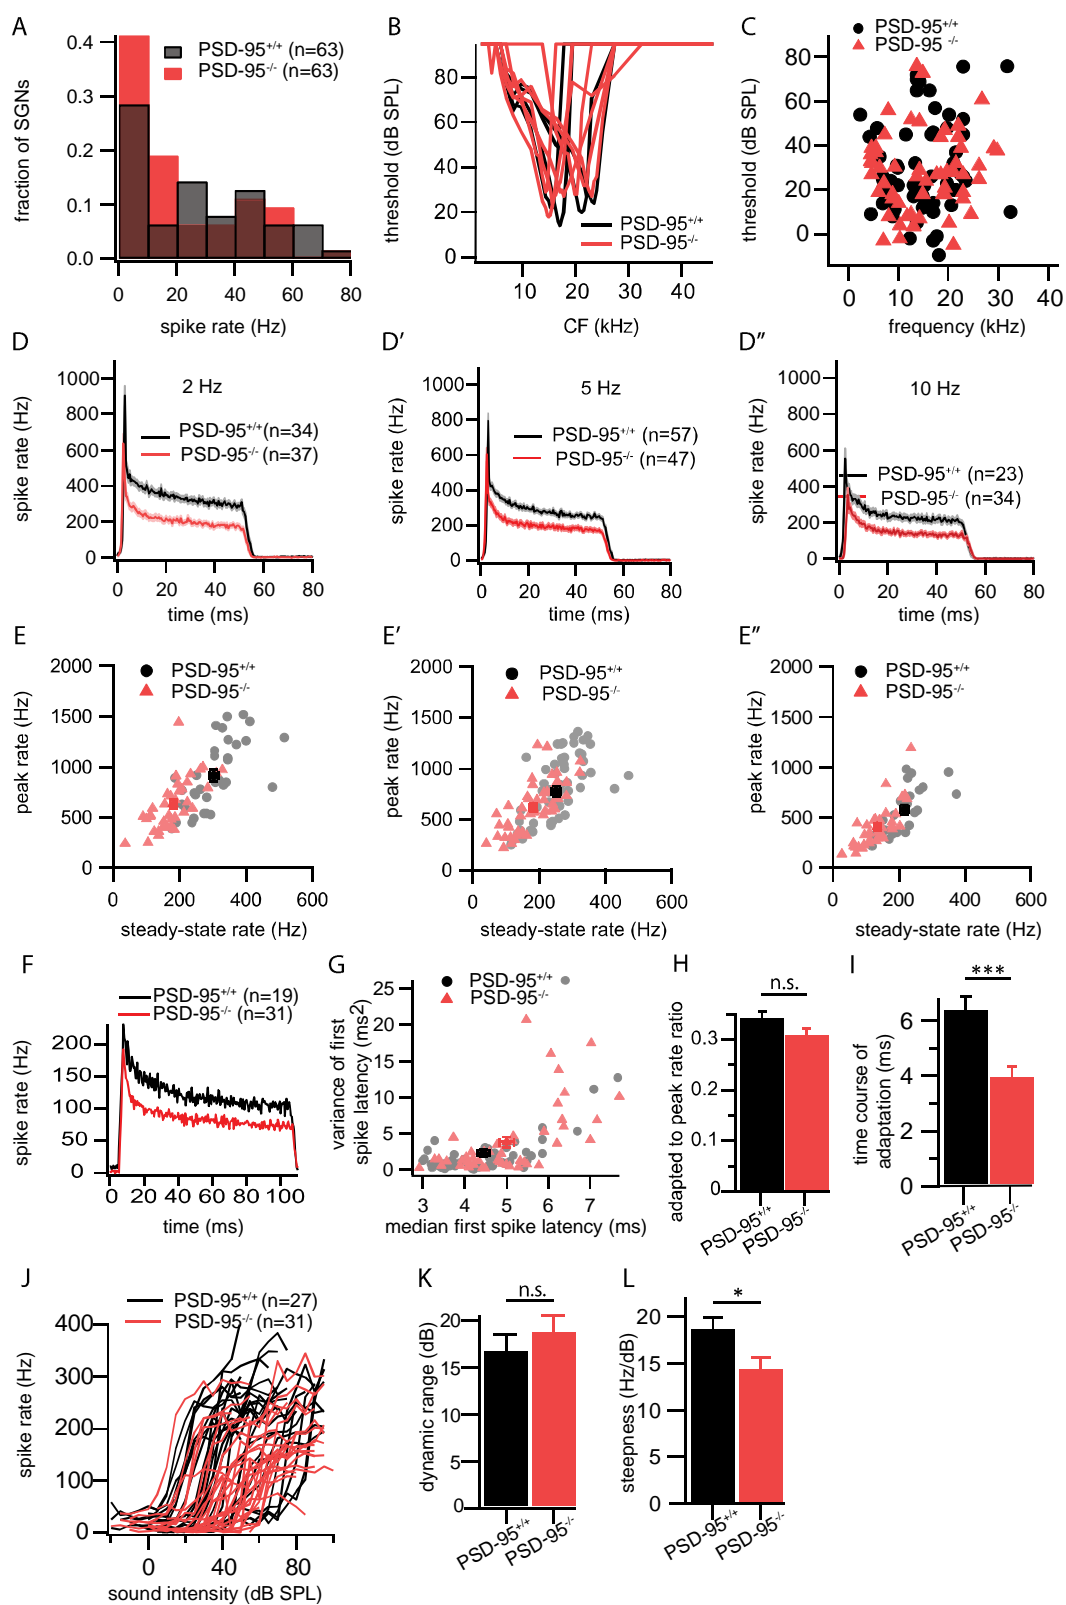 A
0.4
0.3
0.2
0.1
0.0
fraction of SGNs
PSD-95+/+ (n=63)
PSD-95-/- (n=63)
0 20 40 60 80
spike rate (Hz)
B
80
60
40
20
0
threshold (dB SPL)
PSD-95+/+
PSD-95-/-
10 20 30 40
CF (kHz)
C
PSD-95+/+
PSD-95 -/-
80
60
40
20
0
threshold (dB SPL)
0 10 20 30 40
frequency (kHz)
D
1000
800
600
400
200
0
spike rate (Hz)
2 Hz
PSD-95+/+(n=34)
PSD-95-/- (n=37)
0 20 40 60 80
time (ms)
D′
1000
800
600
400
200
0
spike rate (Hz)
5 Hz
PSD-95+/+ (n=57)
PSD-95-/- (n=47)
0 20 40 60 80
time (ms)
D″
1000
800
600
400
200
0
spike rate (Hz)
10 Hz
PSD-95+/+ (n=23)
PSD-95-/- (n=34)
0 20 40 60 80
time (ms)
E
2000
1500
1000
500
0
peak rate (Hz)
PSD-95+/+
PSD-95-/-
0 200 400 600
steady-state rate (Hz)
E′
2000
1500
1000
500
0
peak rate (Hz)
PSD-95+/+
PSD-95-/-
0 200 400 600
steady-state rate (Hz)
E″
2000
1500
1000
500
0
peak rate (Hz)
PSD-95+/+
PSD-95-/-
0 200 400 600
steady-state rate (Hz)
F
PSD-95+/+ (n=19)
PSD-95-/- (n=31)
200
150
100
50
0
spike rate (Hz)
0 20 60 100
time (ms)
G
PSD-95+/+
PSD-95-/-
25
20
15
10
5
0
variance of first
spike latency (ms2)
3 4 5 6 7
median first spike latency (ms)
H
n.s.
0.3
0.2
0.1
0
adapted to peak rate ratio
PSD-95+/+
PSD-95-/-
I
***
6
4
2
0
time course of
adaptation (ms)
PSD-95+/+
PSD-95-/-
J
PSD-95+/+ (n=27)
PSD-95-/- (n=31)
400
300
200
100
0
spike rate (Hz)
0 40 80
sound intensity (dB SPL)
K
n.s.
20
15
20
5
0
dynamic range (dB)
PSD-95+/+
PSD-95-/-
L
*
20
15
10
5
0
steepness (Hz/dB)
PSD-95+/+
PSD-95-/-